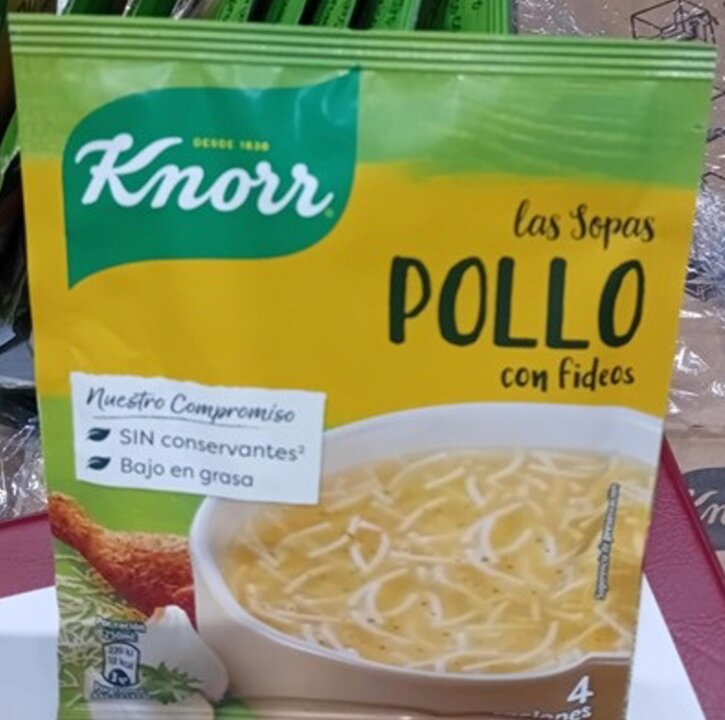 DESDE 1838
Knorr
las Sopas
POLLO
con fideos
Nuestro Compromiso
SIN conservantes²
Bajo en grasa
4